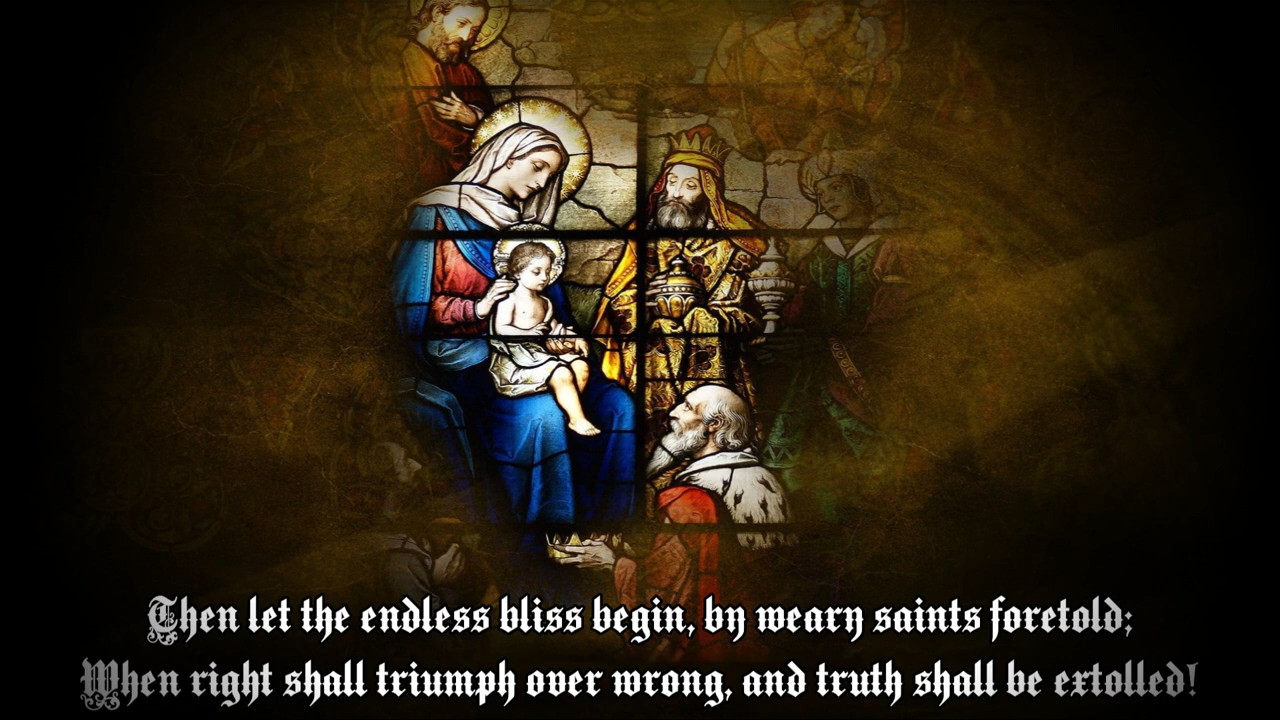 Then let the endless bliss begin, by weary saints foretold;
When right shall triumph over wrong, and truth shall be extolled!